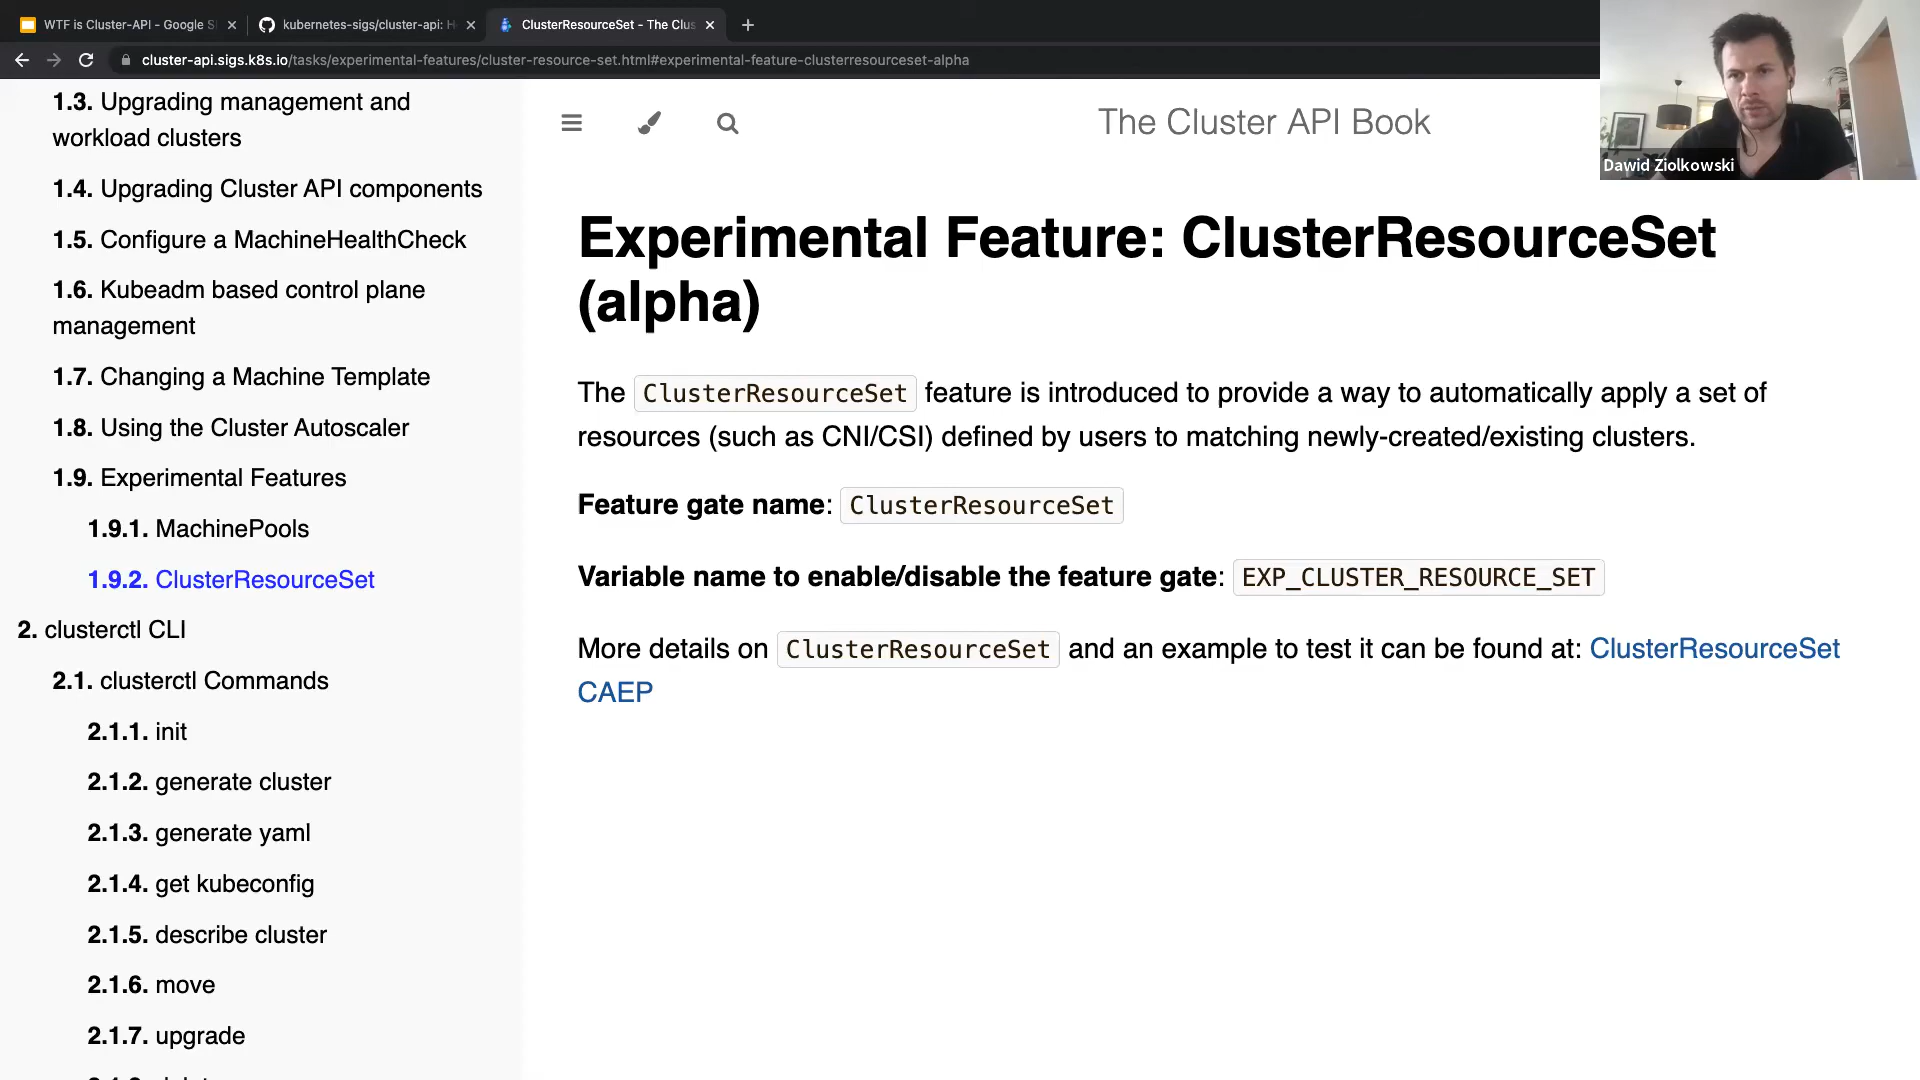 WTF is Cluster-API - Google S
kubernetes-sigs/cluster-api: H
ClusterResourceSet - The Clus
cluster-api.sigs.k8s.io/tasks/experimental-features/cluster-resource-set.html#experimental-feature-clusterresourceset-alpha
1.3. Upgrading management and
workload clusters
1.4. Upgrading Cluster API components
1.5. Configure a MachineHealthCheck
1.6. Kubeadm based control plane
management
1.7. Changing a Machine Template
1.8. Using the Cluster Autoscaler
1.9. Experimental Features
1.9.1. MachinePools
1.9.2. ClusterResourceSet
2. clusterctl CLI
2.1. clusterctl Commands
2.1.1. init
2.1.2. generate cluster
2.1.3. generate yaml
2.1.4. get kubeconfig
2.1.5. describe cluster
2.1.6. move
2.1.7. upgrade
The Cluster API Book
Dawid Ziolkowski
Experimental Feature: ClusterResourceSet
(alpha)
The ClusterResourceSet feature is introduced to provide a way to automatically apply a set of
resources (such as CNI/CSI) defined by users to matching newly-created/existing clusters.
Feature gate name: ClusterResourceSet
Variable name to enable/disable the feature gate: EXP_CLUSTER_RESOURCE_SET
More details on ClusterResourceSet and an example to test it can be found at: ClusterResourceSet
CAEP